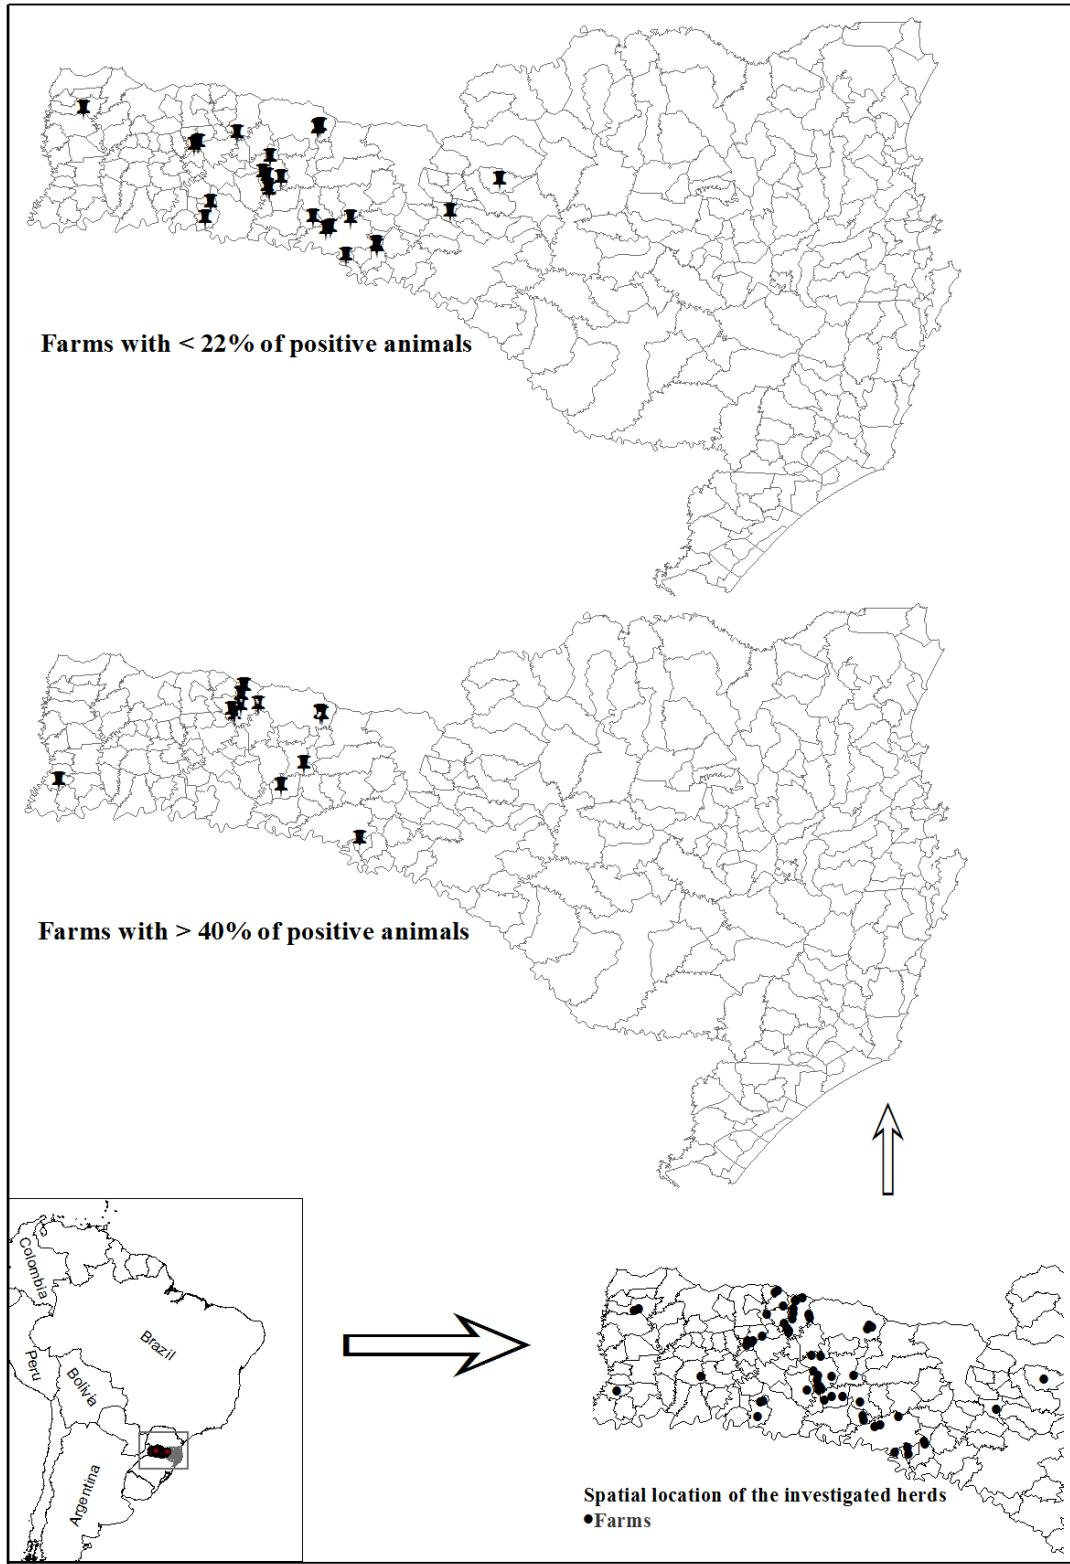 Farms with < 22% of positive animals
Farms with > 40% of positive animals
Colombia
Brazil
Peru
Bolivia
Argentina
Spatial location of the investigated herds
●Farms